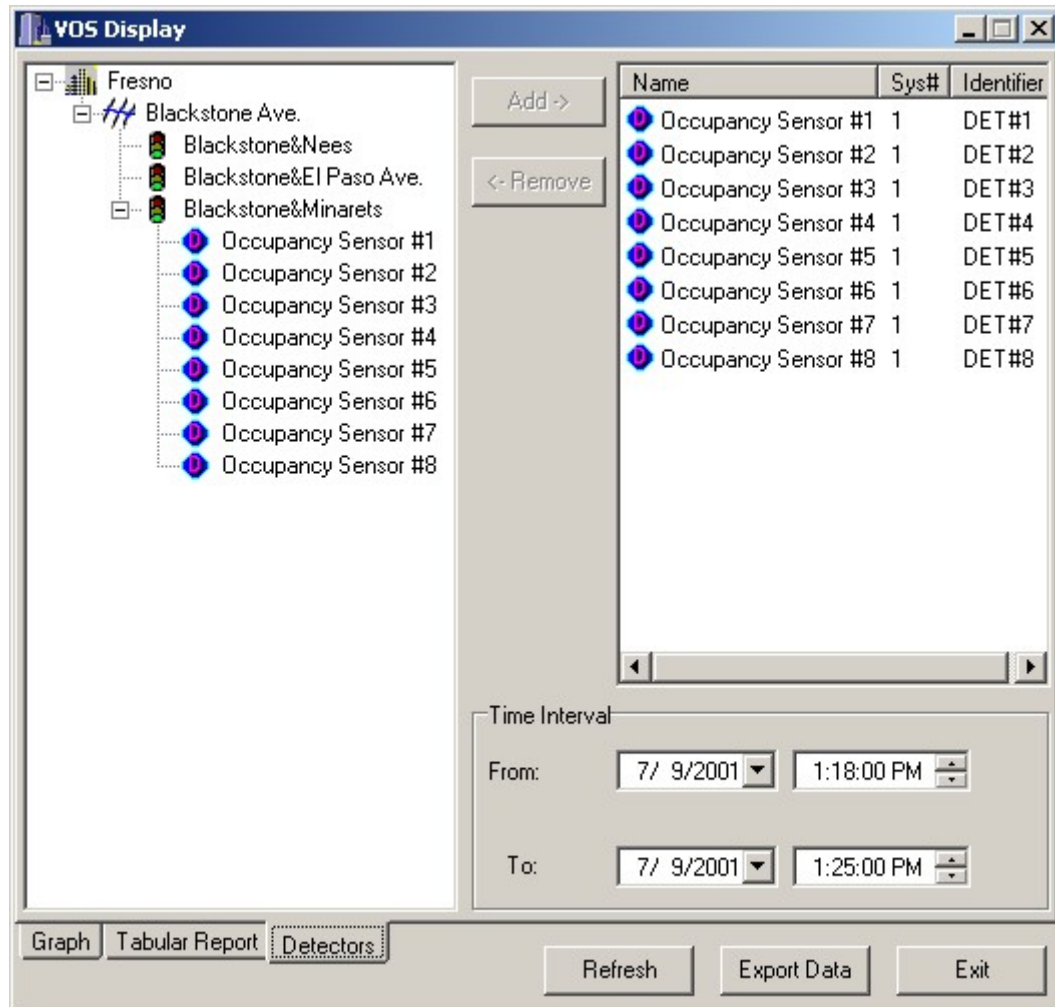 VOS Display
Fresno
Blackstone Ave.
Blackstone&Nees
Blackstone&El Paso Ave.
Blackstone&Minarets
Occupancy Sensor #1
Occupancy Sensor #2
Occupancy Sensor #3
Occupancy Sensor #4
Occupancy Sensor #5
Occupancy Sensor #6
Occupancy Sensor #7
Occupancy Sensor #8
Add ->
<- Remove
Name Sys# Identifier
D Occupancy Sensor #1 1 DET#1
D Occupancy Sensor #2 1 DET#2
D Occupancy Sensor #3 1 DET#3
D Occupancy Sensor #4 1 DET#4
D Occupancy Sensor #5 1 DET#5
D Occupancy Sensor #6 1 DET#6
D Occupancy Sensor #7 1 DET#7
D Occupancy Sensor #8 1 DET#8
Time Interval
From: 7/ 9/2001 1:18:00 PM
To: 7/ 9/2001 1:25:00 PM
Graph Tabular Report Detectors
Refresh Export Data Exit